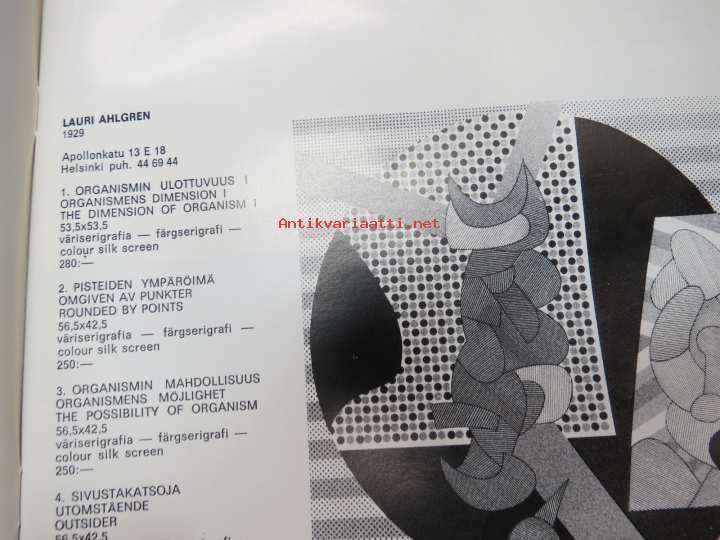 LAURI AHLGREN
1929
Apollonkatu 13 E 18
Helsinki puh. 44 69 44
1. ORGANISMIN ULOTTUVUUS I
ORGANISMENS DIMENSION I
THE DIMENSION OF ORGANISM I
53,5x53,5
väriserigrafia — färgserigrafi —
colour silk screen
280:—
2. PISTEIDEN YMPÄRÖIMÄ
OMGIVEN AV PUNKTER
ROUNDED BY POINTS
56,5x42,5
väriserigrafia — färgserigrafi —
colour silk screen
250:—
3. ORGANISMIN MAHDOLLISUUS
ORGANISMENS MÖJLIGHET
THE POSSIBILITY OF ORGANISM
56,5x42,5
väriserigrafia — färgserigrafi —
colour silk screen
250:—
4. SIVUSTAKATSOJA
UTOMSTÅENDE
OUTSIDER
56,5x42,5
Antikvariaatti.net